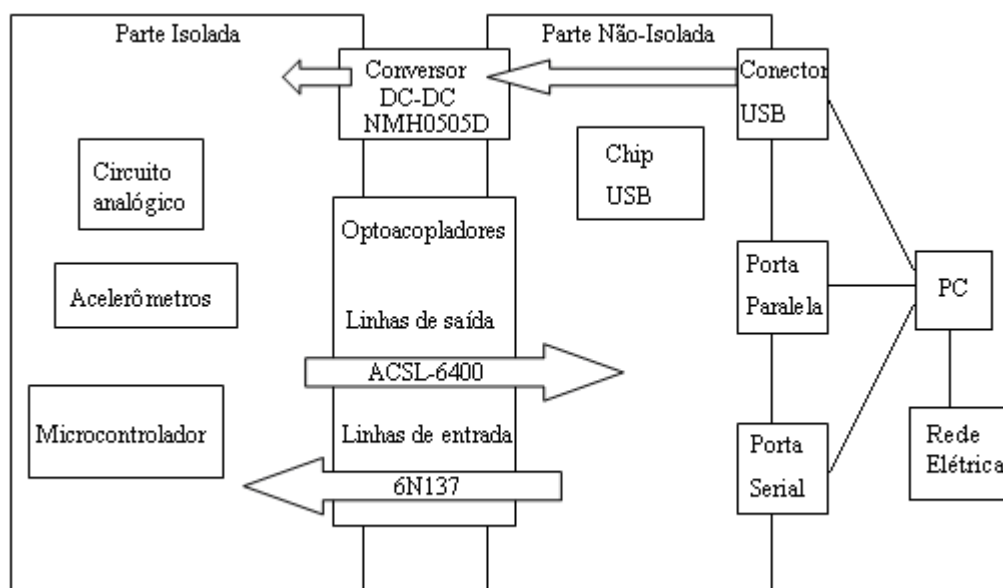 Parte Isolada
Parte Não-Isolada
Conversor
DC-DC
NMH0505D
Conector
USB
Chip
USB
Circuito
analógico
Optoacopladores
Acelerômetros
Porta
Paralela
PC
Linhas de saída
ACSL-6400
Microcontrolador
Linhas de entrada
6N137
Porta
Serial
Rede
Elétrica